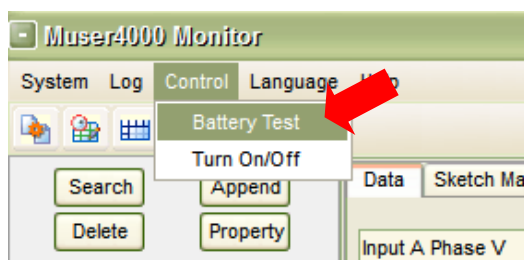 Muser4000 Monitor
System Log Control Language
Battery Test
Turn On/Off
Search Append
Delete Property
Data Sketch Ma
Input A Phase V